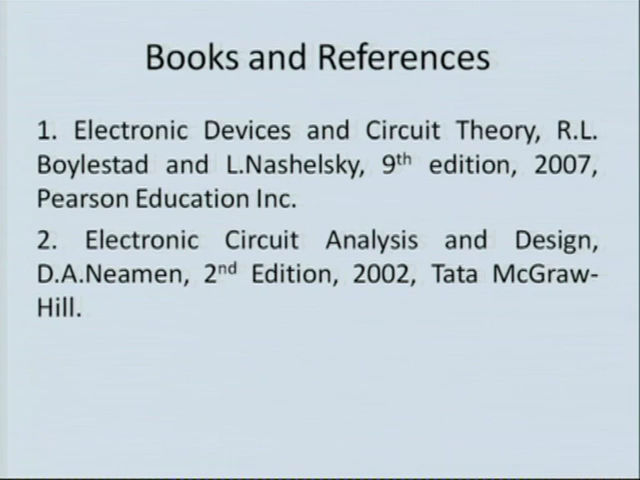 Books and References
1. Electronic Devices and Circuit Theory, R.L.
Boylestad and L.Nashelsky, 9th edition, 2007,
Pearson Education Inc.
2. Electronic Circuit Analysis and Design,
D.A.Neamen, 2nd Edition, 2002, Tata McGraw-
Hill.